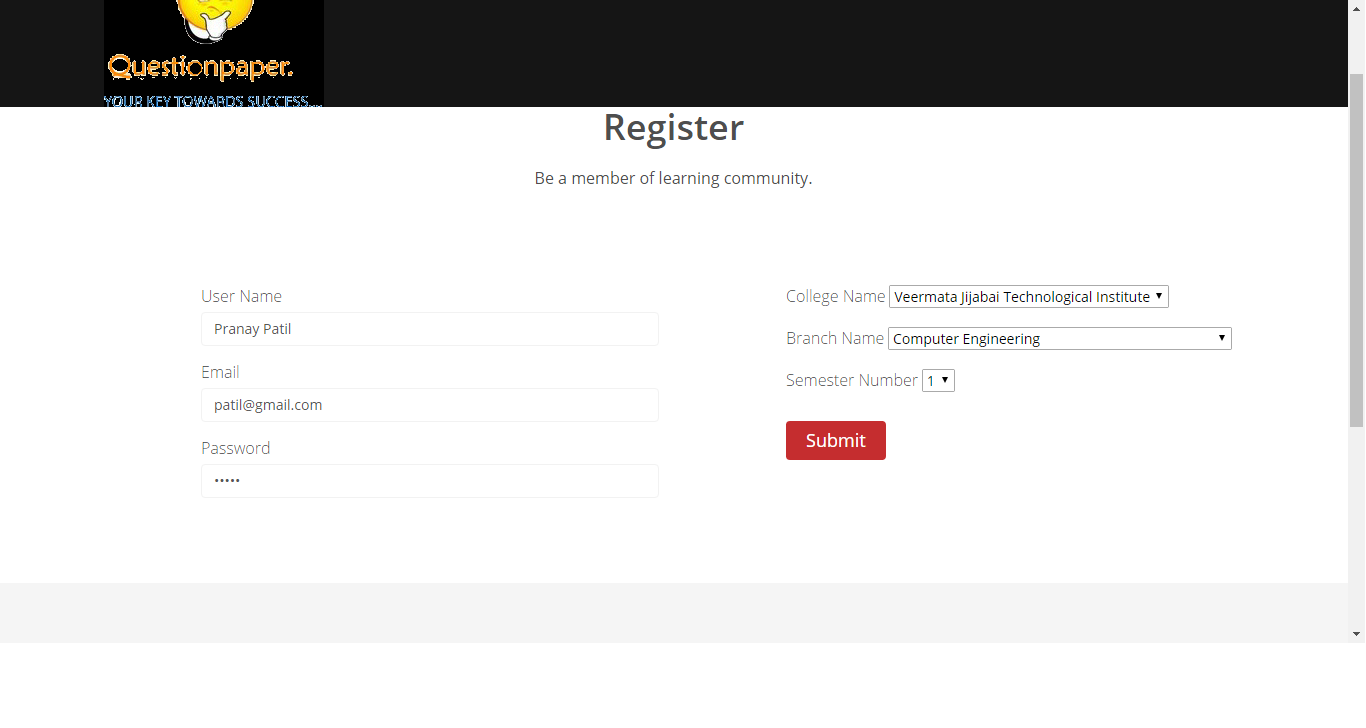 Questionpaper.
YOUR KEY TOWARDS SUCCESS...
Register
Be a member of learning community.
User Name
Pranay Patil
Email
patil@gmail.com
Password
•••••
College Name Veermata Jijabai Technological Institute
Branch Name Computer Engineering
Semester Number 1
Submit